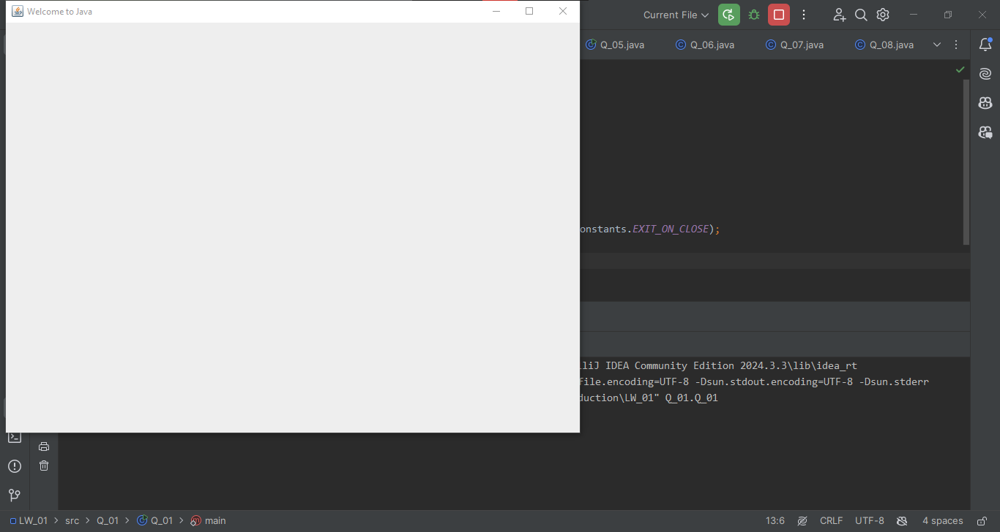 Welcome to Java
Current File
Q_05.java
Q_06.java
Q_07.java
Q_08.java
onstants.EXIT_ON_CLOSE);
liJ IDEA Community Edition 2024.3.3\lib\idea_rt
file.encoding=UTF-8 -Dsun.stdout.encoding=UTF-8 -Dsun.stderr
duction\LW_01" Q_01.Q_01
LW_01 > src > Q_01 > Q_01 > main
13:6 CRLF UTF-8 4 spaces